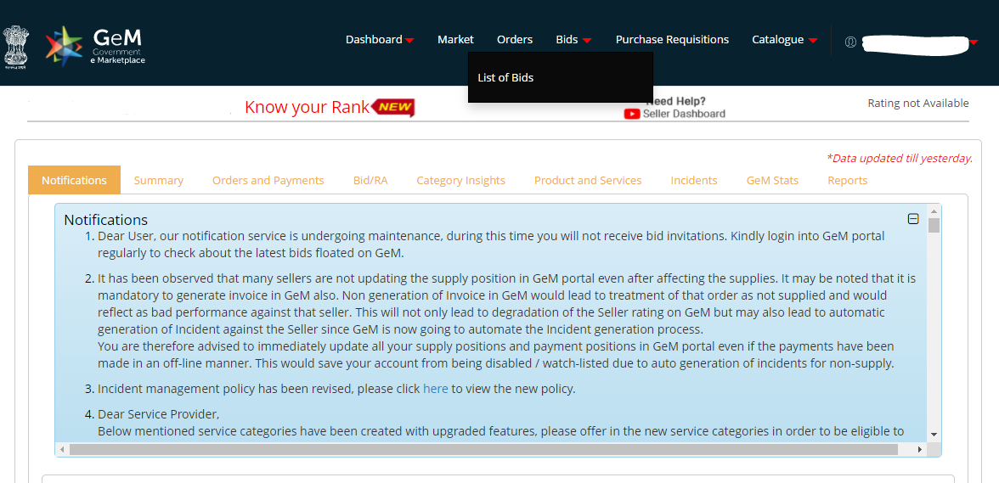 GeM
Government
e Marketplace
Dashboard
Market
Orders
Bids
Purchase Requisitions
Catalogue
List of Bids
Know your Rank NEW
Need Help?
Seller Dashboard
Rating not Available
*Data updated till yesterday.
Notifications
Summary
Orders and Payments
Bid/RA
Category Insights
Product and Services
Incidents
GeM Stats
Reports
Notifications
1. Dear User, our notification service is undergoing maintenance, during this time you will not receive bid invitations. Kindly login into GeM portal
regularly to check about the latest bids floated on GeM.
2. It has been observed that many sellers are not updating the supply position in GeM portal even after affecting the supplies. It may be noted that it is
mandatory to generate invoice in GeM also. Non generation of Invoice in GeM would lead to treatment of that order as not supplied and would
reflect as bad performance against that seller. This will not only lead to degradation of the Seller rating on GeM but may also lead to automatic
generation of Incident against the Seller since GeM is now going to automate the Incident generation process.
You are therefore advised to immediately update all your supply positions and payment positions in GeM portal even if the payments have been
made in an off-line manner. This would save your account from being disabled / watch-listed due to auto generation of incidents for non-supply.
3. Incident management policy has been revised, please click here to view the new policy.
4. Dear Service Provider,
Below mentioned service categories have been created with upgraded features, please offer in the new service categories in order to be eligible to